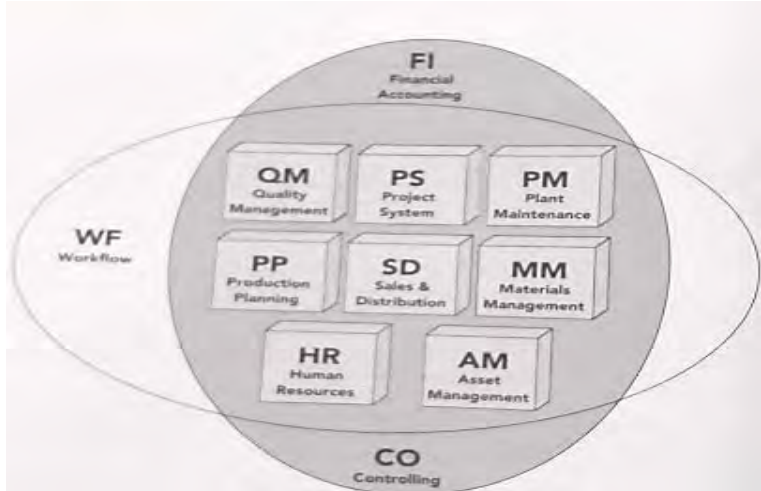 FI
Financial
Accounting
QM
Quality
Management
PS
Project
System
PM
Plant
Maintenance
WF
Workflow
PP
Production
Planning
SD
Sales &
Distribution
MM
Materials
Management
HR
Human
Resources
AM
Asset
Management
CO
Controlling